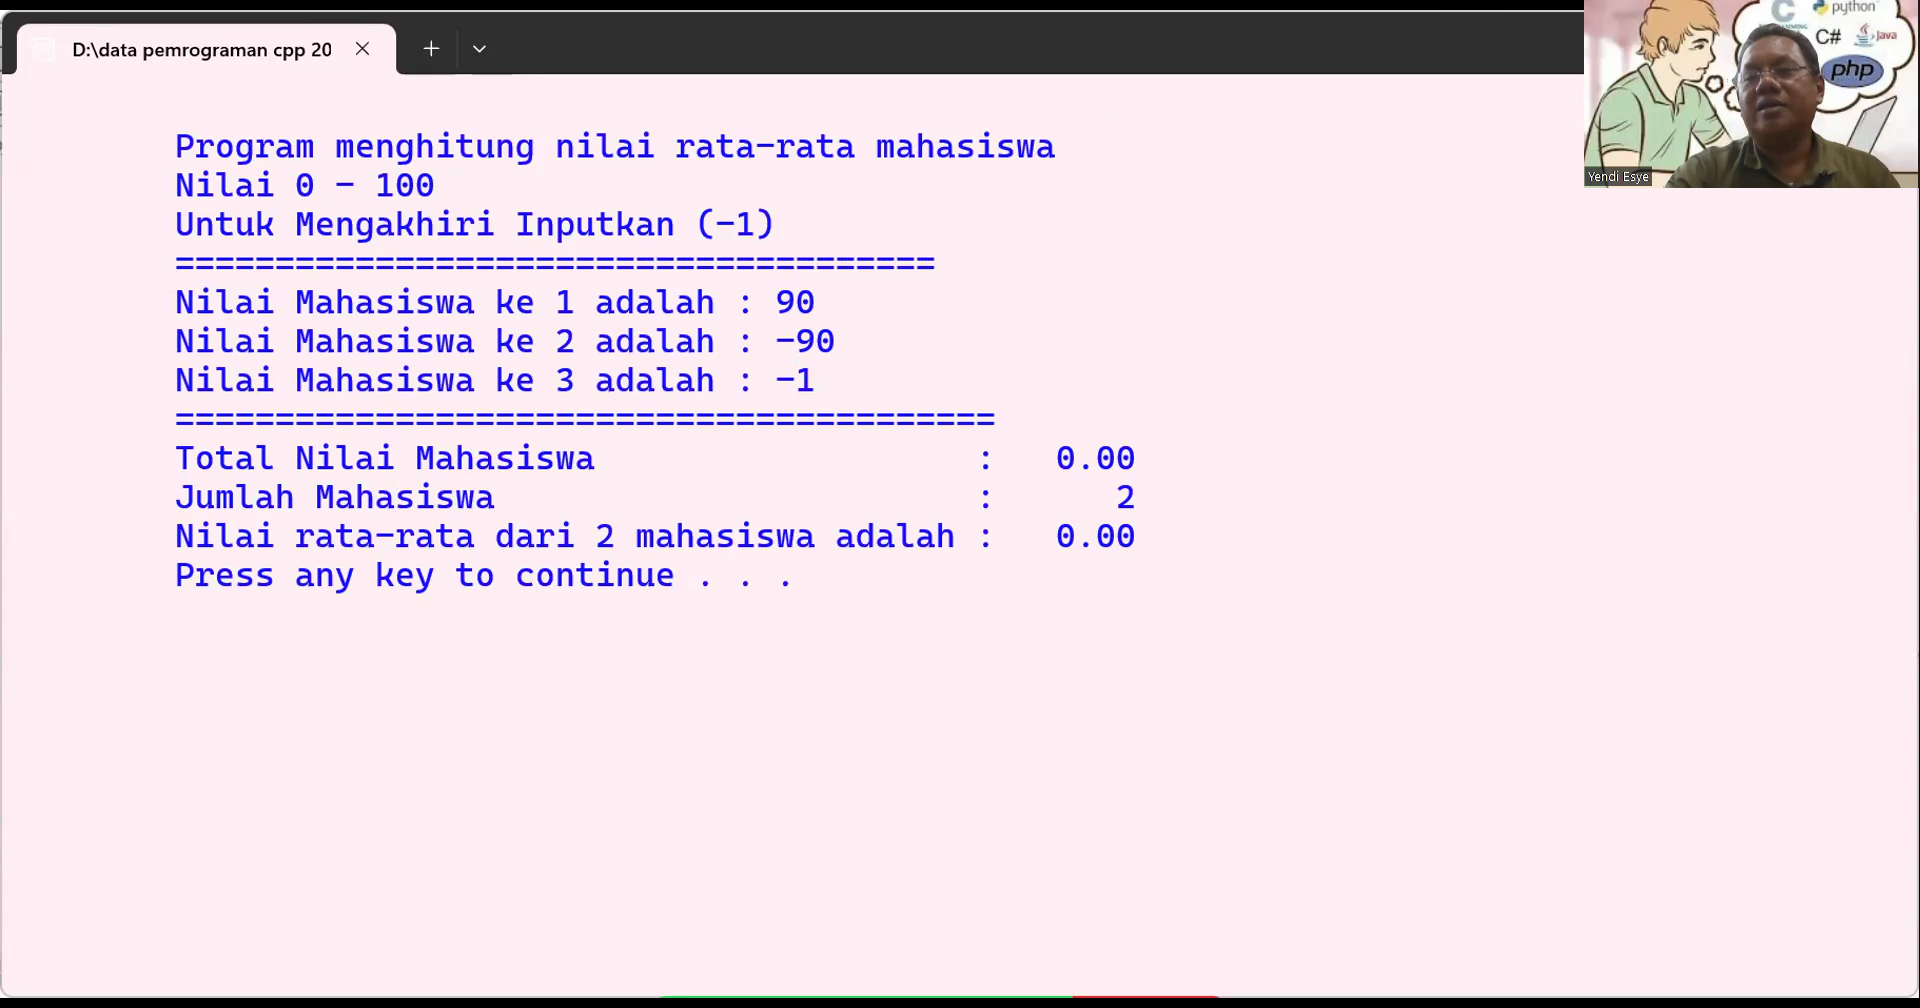 D:\data pemrograman cpp 20
Program menghitung nilai rata-rata mahasiswa
Nilai 0 - 100
Untuk Mengakhiri Inputkan (-1)
======================================
Nilai Mahasiswa ke 1 adalah : 90
Nilai Mahasiswa ke 2 adalah : -90
Nilai Mahasiswa ke 3 adalah : -1
=========================================
Total Nilai Mahasiswa : 0.00
Jumlah Mahasiswa : 2
Nilai rata-rata dari 2 mahasiswa adalah : 0.00
Press any key to continue . . .
C
python
C#
Java
php
Yendi Esye